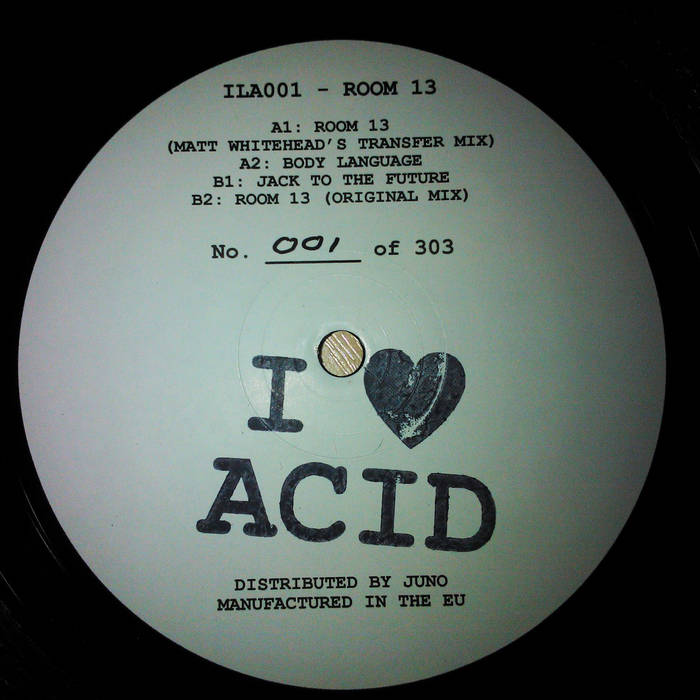 ILA001 - ROOM 13
A1: ROOM 13
(MATT WHITEHEAD'S TRANSFER MIX)
A2: BODY LANGUAGE
B1: JACK TO THE FUTURE
B2: ROOM 13 (ORIGINAL MIX)
No. 001 of 303
I ♥
ACID
DISTRIBUTED BY JUNO
MANUFACTURED IN THE EU